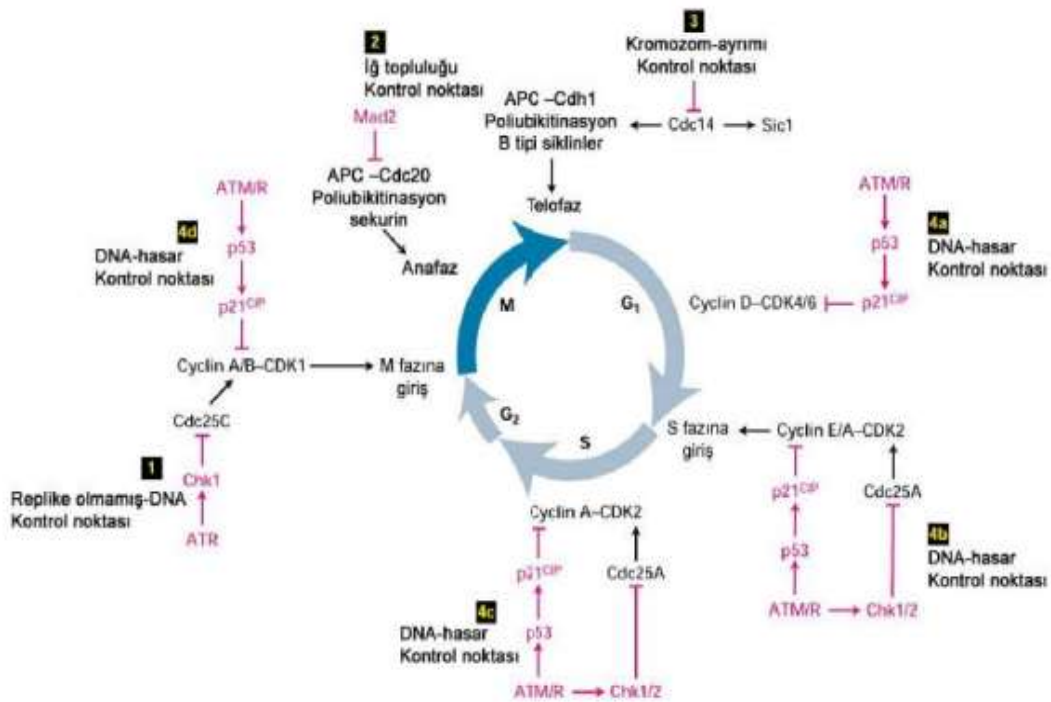 3
Kromozom-ayrımı
Kontrol noktası
2
İğ topluluğu
Kontrol noktası
Mad2
APC –Cdh1
Poliubikitinasyon
B tipi siklinler
Cdc14
Sic1
APC –Cdc20
Poliubikitinasyon
sekurin
Telofaz
Anafaz
ATM/R
4d
p53
DNA-hasar
Kontrol noktası
p21CIP
ATM/R
4a
p53
DNA-hasar
Kontrol noktası
Cyclin D–CDK4/6
p21CIP
M
G1
S
G2
Cyclin A/B–CDK1
M fazına
giriş
Cdc25C
1
Chk1
Replike olmamış-DNA
Kontrol noktası
ATR
S fazına
giriş
Cyclin E/A–CDK2
p21CIP
Cdc25A
p53
4b
DNA-hasar
Kontrol noktası
ATM/R
Chk1/2
Cyclin A–CDK2
p21CIP
Cdc25A
4c
DNA-hasar
Kontrol noktası
p53
ATM/R
Chk1/2